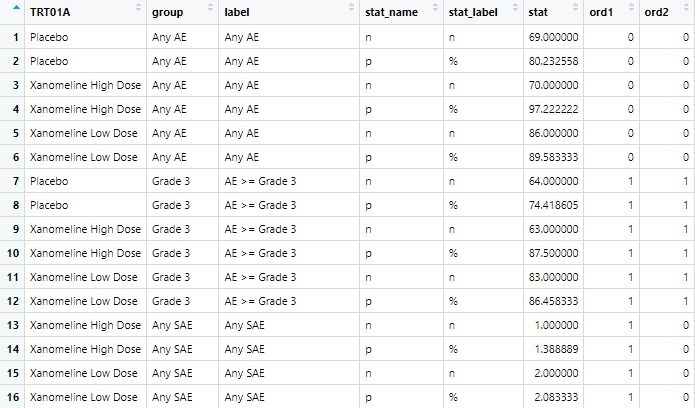 TRT01A group label stat_name stat_label stat ord1 ord2
1 Placebo Any AE Any AE n n 69.000000 0 0
2 Placebo Any AE Any AE p % 80.232558 0 0
3 Xanomeline High Dose Any AE Any AE n n 70.000000 0 0
4 Xanomeline High Dose Any AE Any AE p % 97.222222 0 0
5 Xanomeline Low Dose Any AE Any AE n n 86.000000 0 0
6 Xanomeline Low Dose Any AE Any AE p % 89.583333 0 0
7 Placebo Grade 3 AE >= Grade 3 n n 64.000000 1 1
8 Placebo Grade 3 AE >= Grade 3 p % 74.418605 1 1
9 Xanomeline High Dose Grade 3 AE >= Grade 3 n n 63.000000 1 1
10 Xanomeline High Dose Grade 3 AE >= Grade 3 p % 87.500000 1 1
11 Xanomeline Low Dose Grade 3 AE >= Grade 3 n n 83.000000 1 1
12 Xanomeline Low Dose Grade 3 AE >= Grade 3 p % 86.458333 1 1
13 Xanomeline High Dose Any SAE Any SAE n n 1.000000 1 0
14 Xanomeline High Dose Any SAE Any SAE p % 1.388889 1 0
15 Xanomeline Low Dose Any SAE Any SAE n n 2.000000 1 0
16 Xanomeline Low Dose Any SAE Any SAE p % 2.083333 1 0